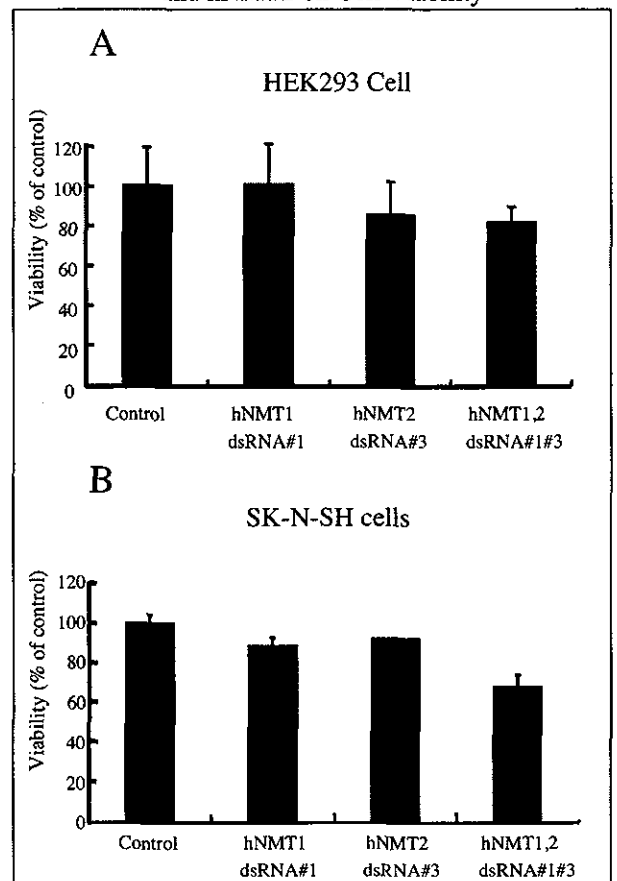 A
HEK293 Cell
Viability (% of control)
120
100
80
60
40
20
0
Control
hNMT1
dsRNA#1
hNMT2
dsRNA#3
hNMT1,2
dsRNA#1#3
B
SK-N-SH cells
Viability (% of control)
120
100
80
60
40
20
0
Control
hNMT1
dsRNA#1
hNMT2
dsRNA#3
hNMT1,2
dsRNA#1#3